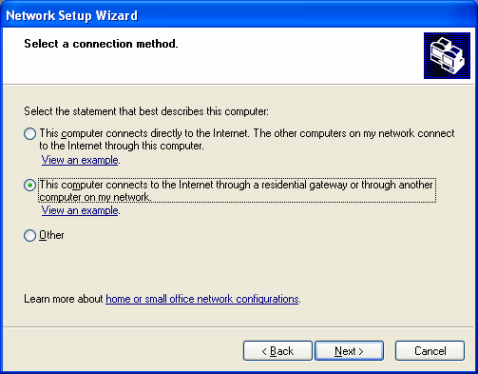 Network Setup Wizard
Select a connection method.
Select the statement that best describes this computer:
This computer connects directly to the Internet. The other computers on my network connect
to the Internet through this computer.
View an example.
This computer connects to the Internet through a residential gateway or through another
computer on my network.
View an example.
Other
Learn more about home or small office network configurations.
< Back
Next >
Cancel